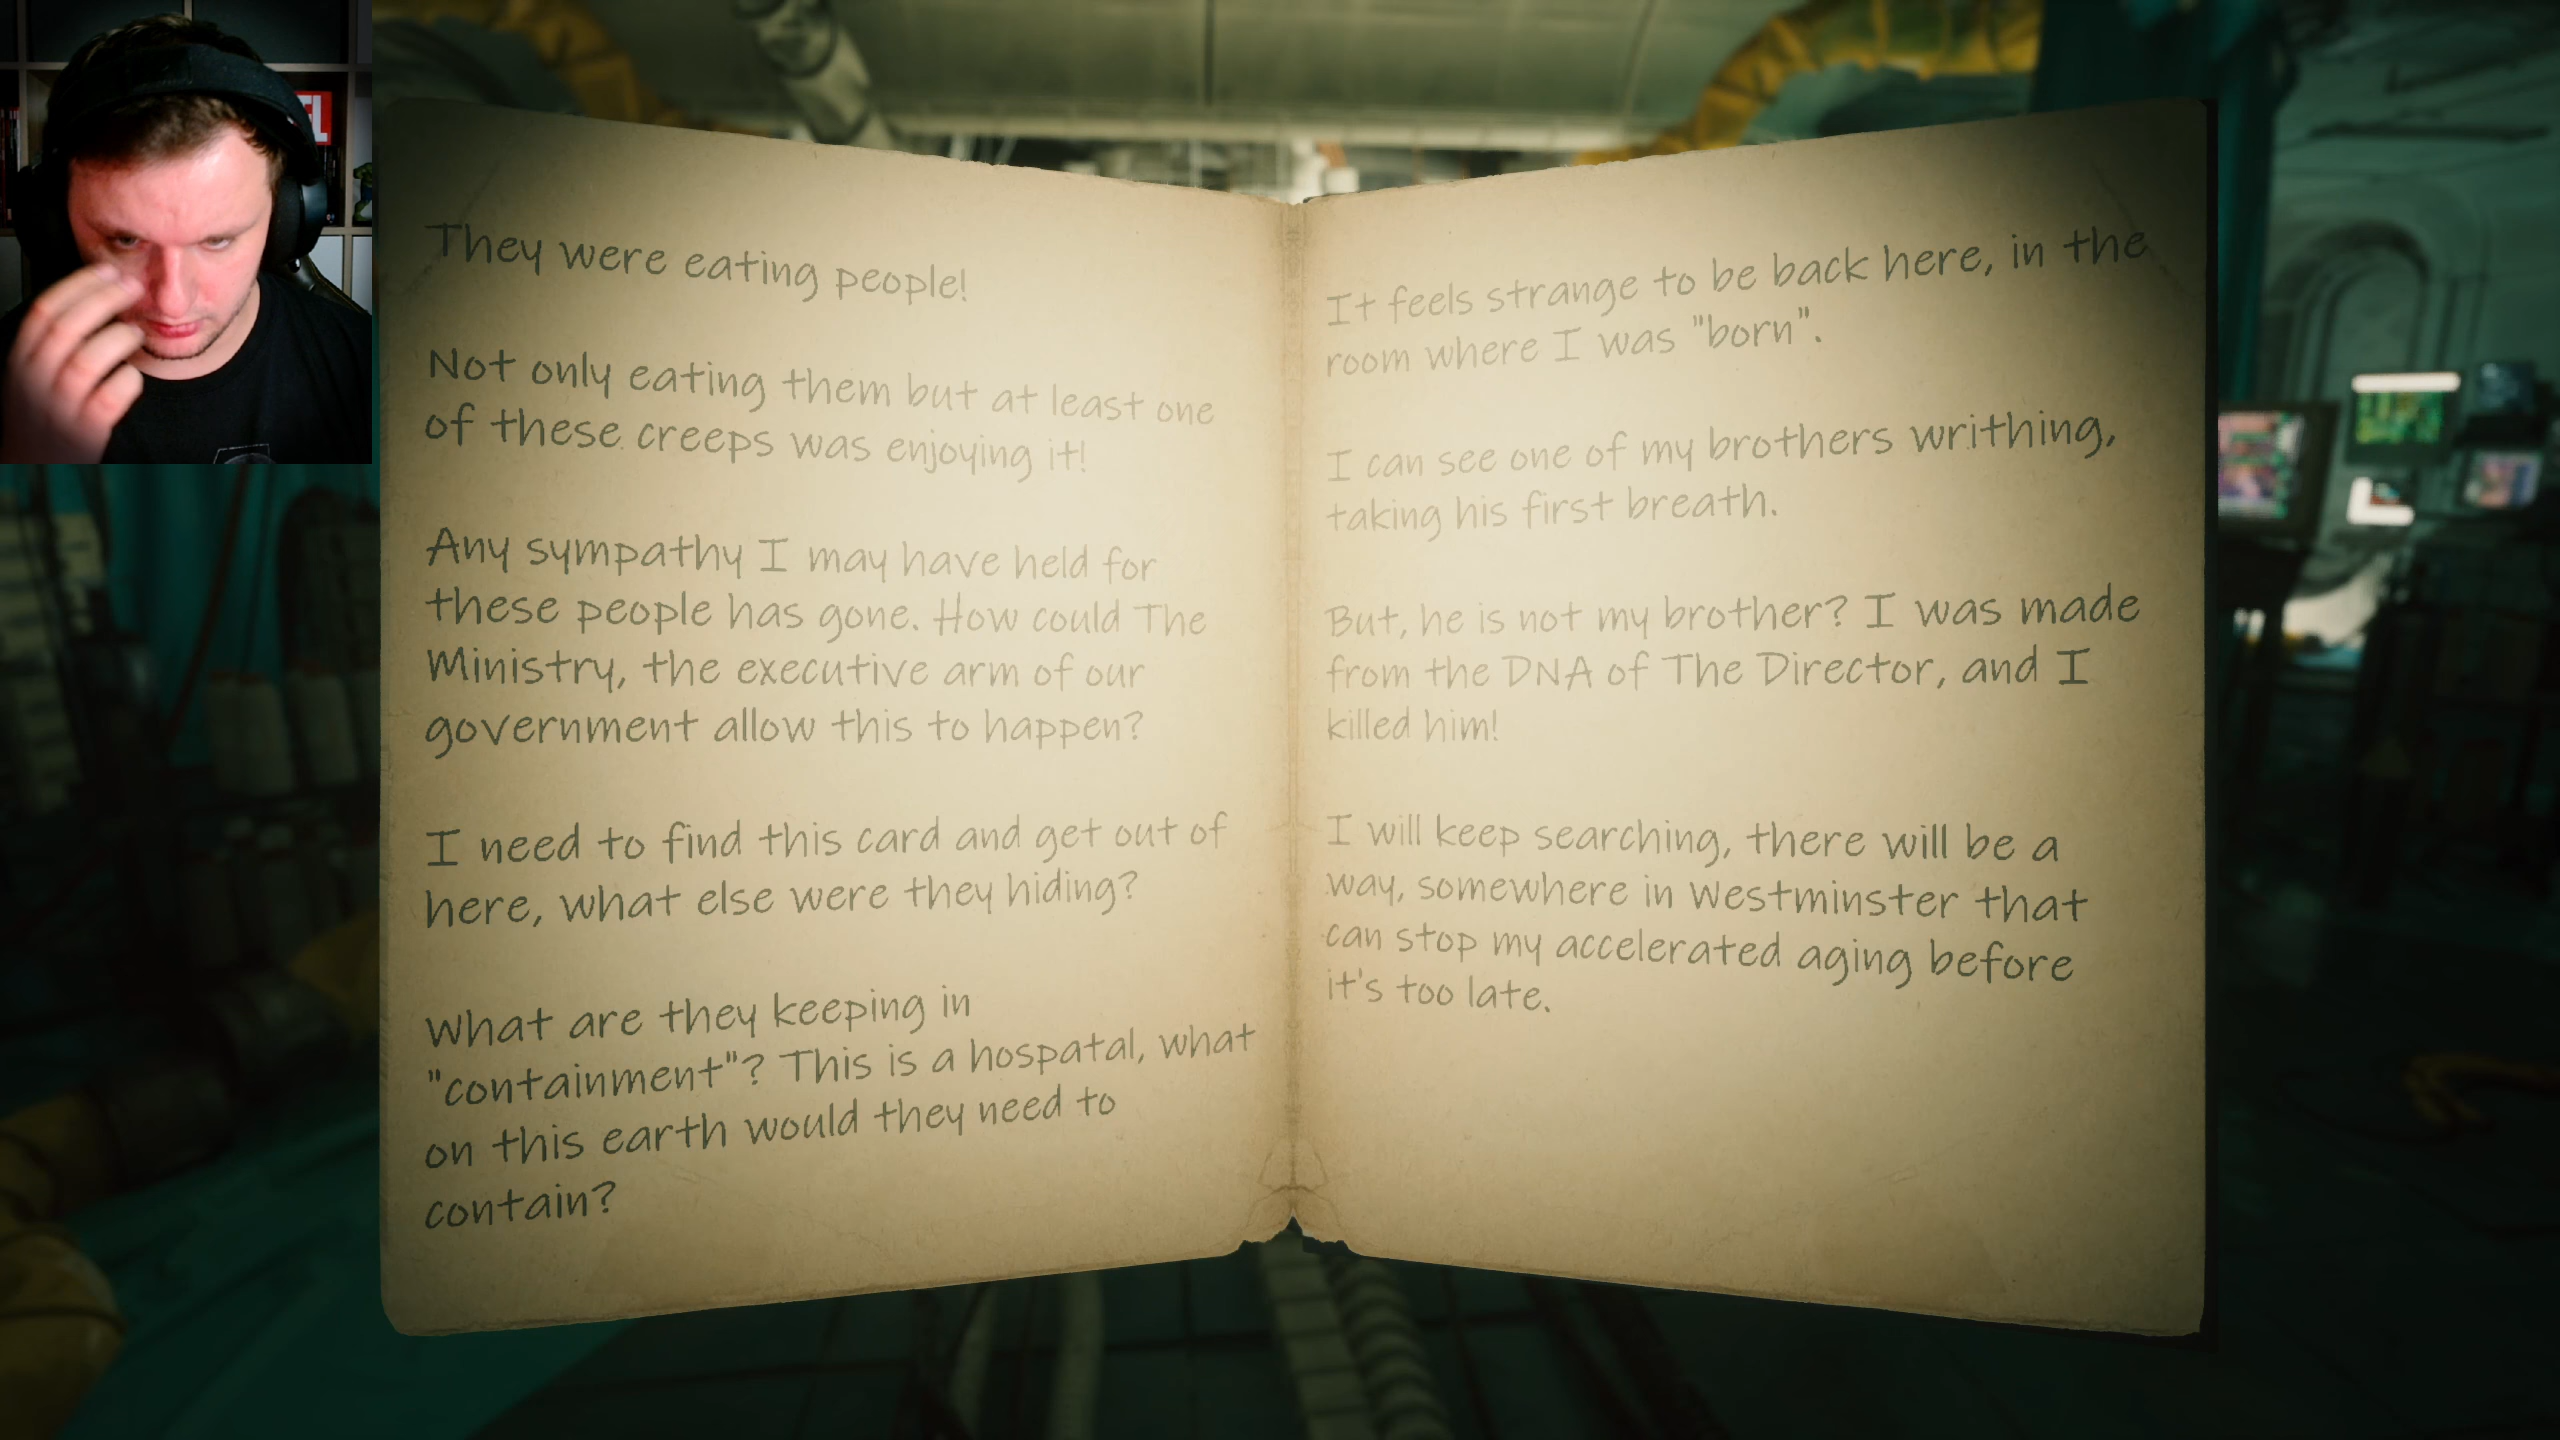 They were eating people!
Not only eating them but at least one
of these creeps was enjoying it!
Any sympathy I may have held for
these people has gone. How could The
Ministry, the executive arm of our
government allow this to happen?
I need to find this card and get out of
here, what else were they hiding?
What are they keeping in
"containment"? This is a hospatal, what
on this earth would they need to
contain?
It feels strange to be back here, in the
room where I was "born".
I can see one of my brothers writhing,
taking his first breath.
But, he is not my brother? I was made
from the DNA of The Director, and I
killed him!
I will keep searching, there will be a
way, somewhere in Westminster that
can stop my accelerated aging before
it's too late.